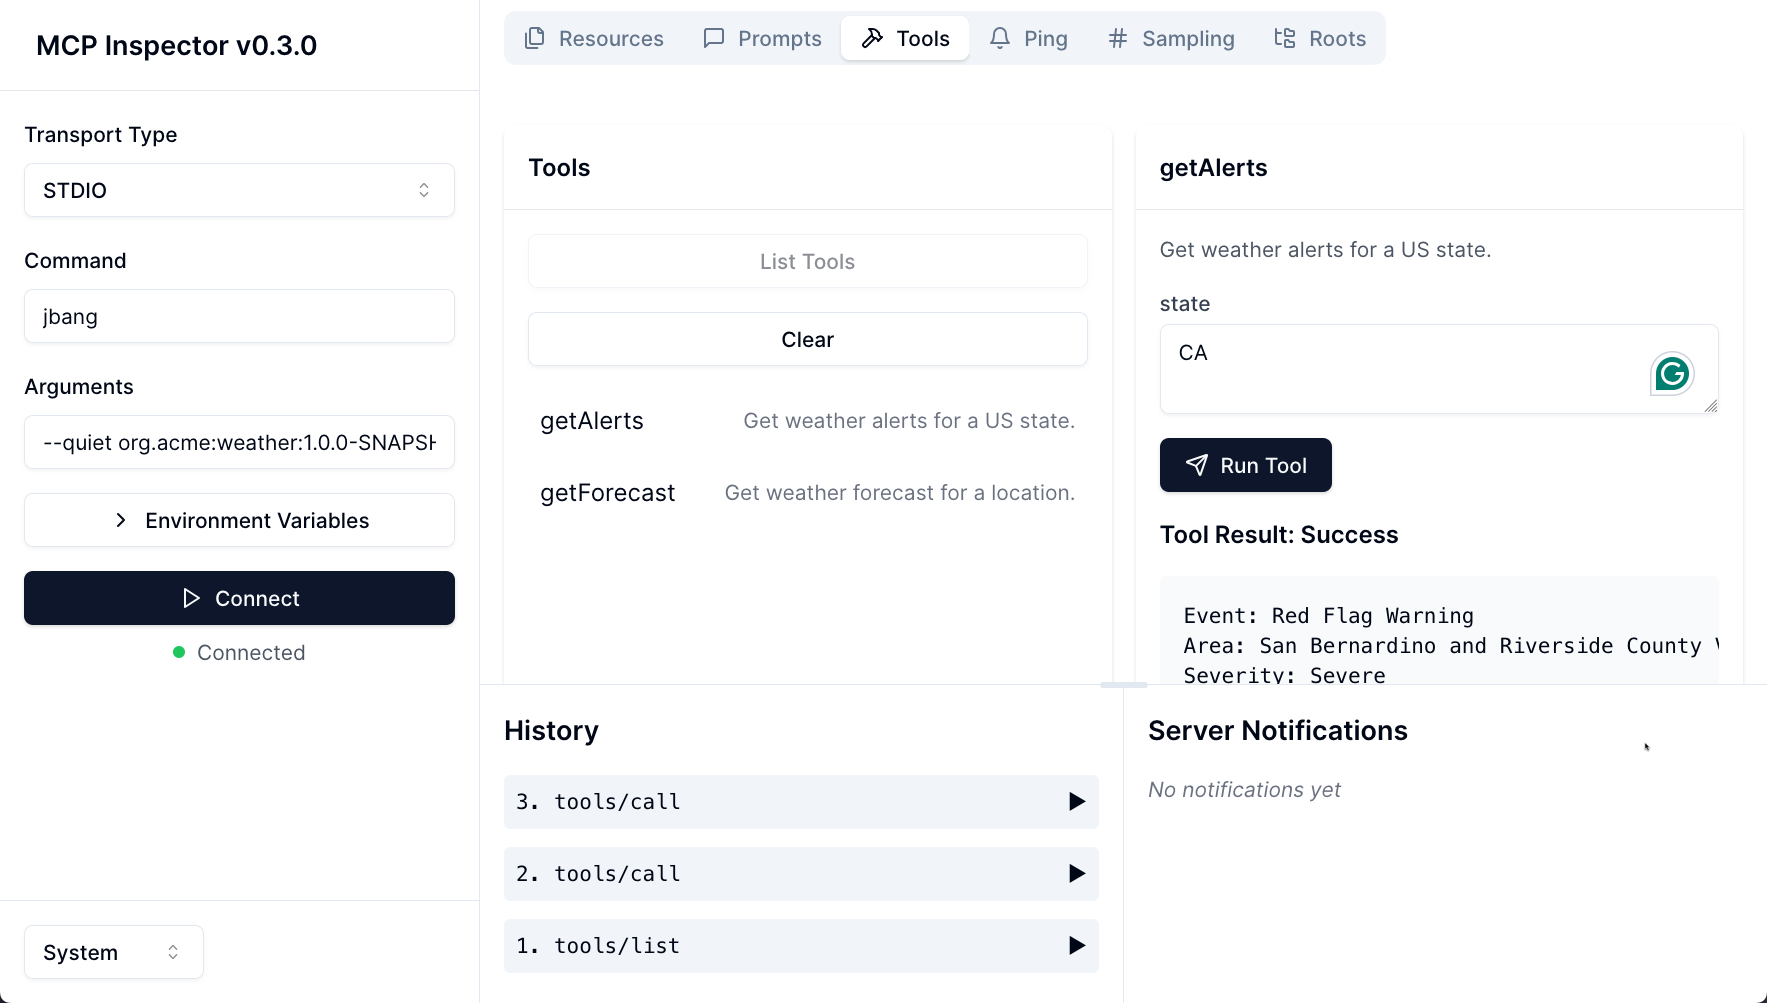 MCP Inspector v0.3.0
Transport Type
STDIO
Command
jbang
Arguments
--quiet org.acme:weather:1.0.0-SNAPSH
Environment Variables
Connect
Connected
System
Resources
Prompts
Tools
Ping
Sampling
Roots
Tools
List Tools
Clear
getAlerts Get weather alerts for a US state.
getForecast Get weather forecast for a location.
getAlerts
Get weather alerts for a US state.
state
CA
Run Tool
Tool Result: Success
Event: Red Flag Warning
Area: San Bernardino and Riverside County
Severity: Severe
History
3. tools/call
2. tools/call
1. tools/list
Server Notifications
No notifications yet